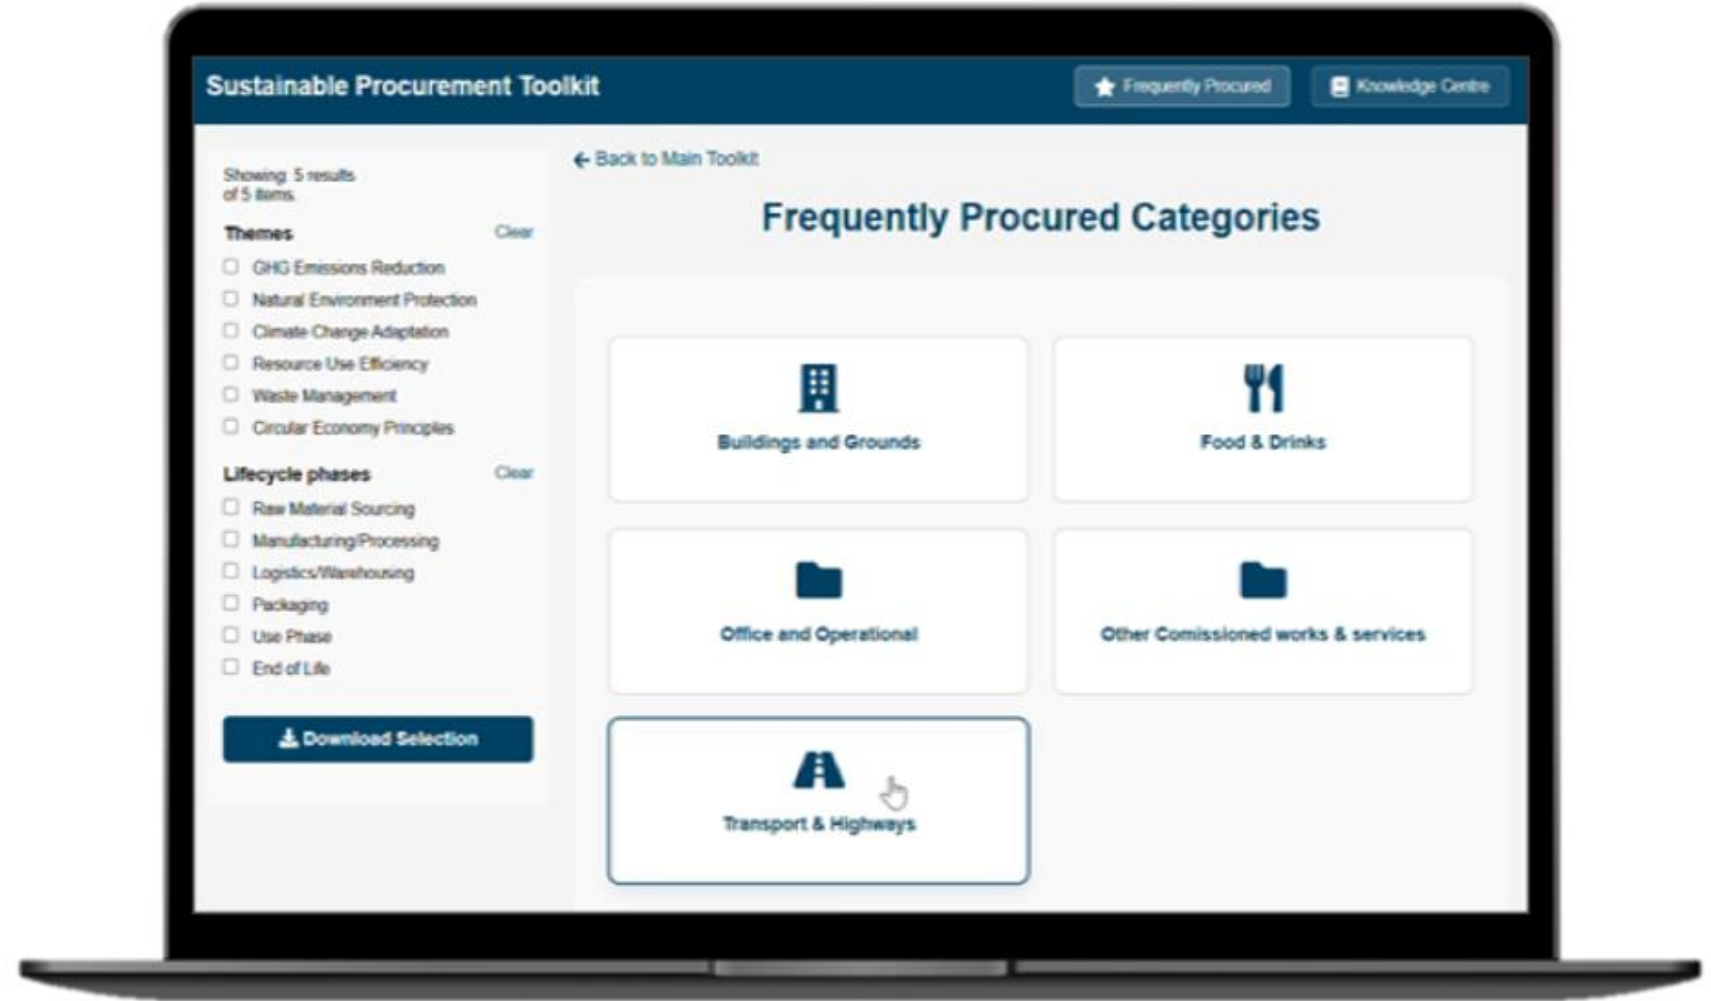 Sustainable Procurement Toolkit
Frequently Procured
Knowledge Centre
Showing: 5 results
of 5 items.
Themes
Clear
GHG Emissions Reduction
Natural Environment Protection
Climate Change Adaptation
Resource Use Efficiency
Waste Management
Circular Economy Principles
Lifecycle phases
Clear
Raw Material Sourcing
Manufacturing/Processing
Logistics/Warehousing
Packaging
Use Phase
End of Life
Download Selection
Back to Main Toolkit
Frequently Procured Categories
Buildings and Grounds
Food & Drinks
Office and Operational
Other Comissioned works & services
Transport & Highways